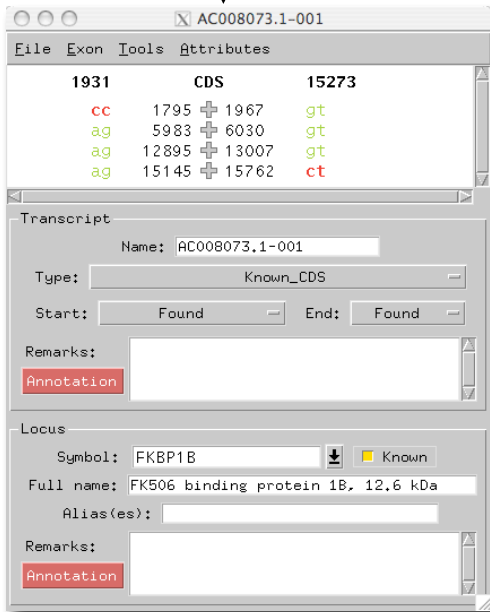 AC008073.1-001
File Exon Tools Attributes
1931 CDS 15273
cc 1795 1967 gt
ag 5983 6030 gt
ag 12895 13007 gt
ag 15145 15762 ct
Transcript
Name: AC008073.1-001
Type: Known_CDS
Start: Found End: Found
Remarks:
Annotation
Locus
Symbol: FKBP1B Known
Full name: FK506 binding protein 1B, 12.6 kDa
Alias(es):
Remarks:
Annotation